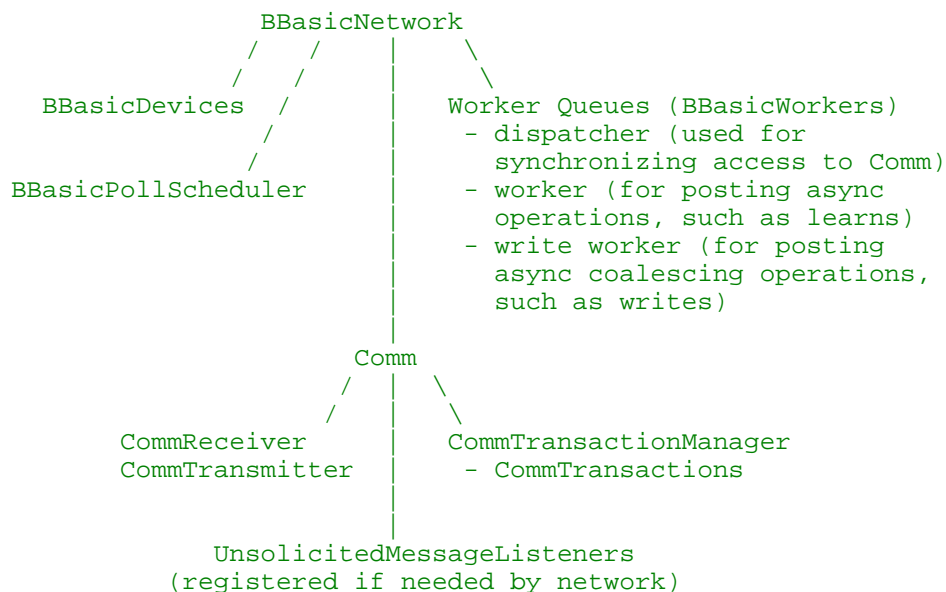 BBasicNetwork
BBasicDevices Worker Queues (BBasicWorkers)
- dispatcher (used for
synchronizing access to Comm)
BBasicPollScheduler - worker (for posting async
operations, such as learns)
- write worker (for posting
async coalescing operations,
such as writes)
Comm
CommReceiver CommTransactionManager
CommTransmitter - CommTransactions
UnsolicitedMessageListeners
(registered if needed by network)